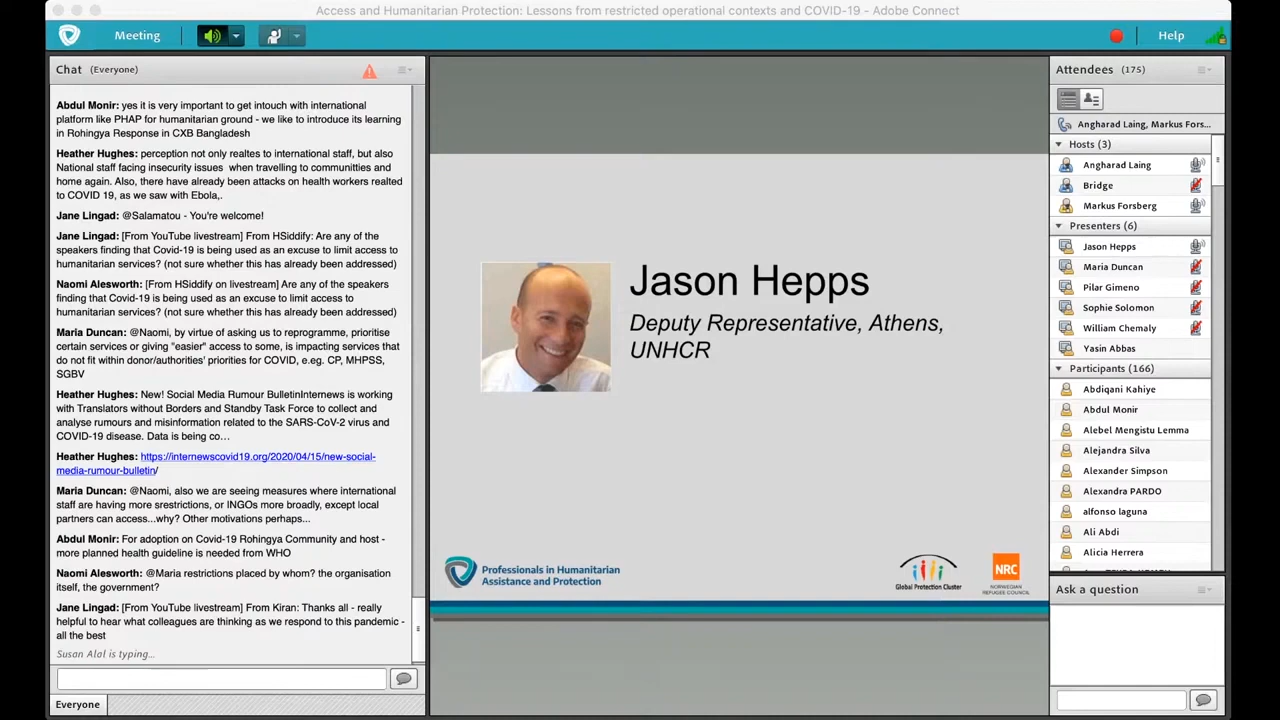 Access and Humanitarian Protection: Lessons from restricted operational contexts and COVID-19 - Adobe Connect
Meeting
Help
Chat (Everyone)
Abdul Monir: yes it is very important to get intouch with international
platform like PHAP for humanitarian ground - we like to introduce its learning
in Rohingya Response in CXB Bangladesh
Heather Hughes: perception not only realtes to international staff, but also
National staff facing insecurity issues when travelling to communities and
home again. Also, there have already been attacks on health workers realted
to COVID 19, as we saw with Ebola,.
Jane Lingad: @Salamatou - You're welcome!
Jane Lingad: [From YouTube livestream] From HSiddify: Are any of the
speakers finding that Covid-19 is being used as an excuse to limit access to
humanitarian services? (not sure whether this has already been addressed)
Naomi Alesworth: [From HSiddify on livestream] Are any of the speakers
finding that Covid-19 is being used as an excuse to limit access to
humanitarian services? (not sure whether this has already been addressed)
Maria Duncan: @Naomi, by virtue of asking us to reprogramme, prioritise
certain services or giving "easier" access to some, is impacting services that
do not fit within donor/authorities' priorities for COVID, e.eg. CP, MHPSS,
SGBV
Heather Hughes: New! Social Media Rumour BulletinInternews is working
with Translators without Borders and Standby Task Force to collect and
analyse rumours and misinformation related to the SARS-CoV-2 virus and
COVID-19 disease. Data is being co...
Heather Hughes: https://internewscovid19.org/2020/04/15/new-social-
media-rumour-bulletin/
Maria Duncan: @Naomi, also we are seeing measures where international
staff are having more srestrictions, or INGOs more broadly, except local
partners can access...why? Other motivations perhaps...
Abdul Monir: For adoption on Covid-19 Rohingya Community and host -
more planned health guideline is needed from WHO
Naomi Alesworth: @Maria restrictions placed by whom? the organisation
itself, the government?
Jane Lingad: [From YouTube livestream] From Kiran: Thanks all - really
helpful to hear what colleagues are thinking as we respond to this pandemic -
all the best
Susan Alal is typing...
Everyone
Jason Hepps
Deputy Representative, Athens,
UNHCR
Professionals in Humanitarian
Assistance and Protection
Global Protection Cluster
NRC
NORWEGIAN
REFUGEE COUNCIL
Attendees (175)
Angharad Laing, Markus Fors...
Hosts (3)
Angharad Laing
Bridge
Markus Forsberg
Presenters (6)
Jason Hepps
Maria Duncan
Pilar Gimeno
Sophie Solomon
William Chemaly
Yasin Abbas
Participants (166)
Abdiqani Kahiye
Abdul Monir
Alebel Mengistu Lemma
Alejandra Silva
Alexander Simpson
Alexandra PARDO
alfonso laguna
Ali Abdi
Alicia Herrera
Ask a question